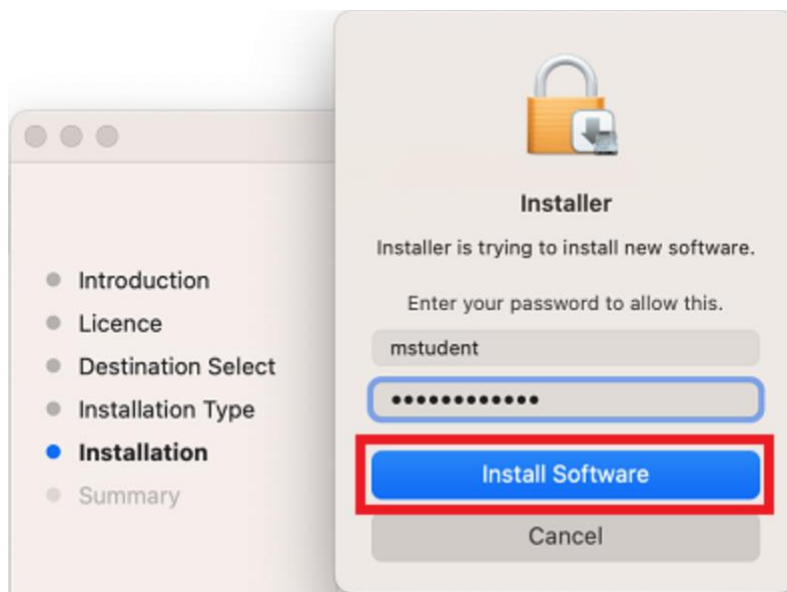 Introduction
Licence
Destination Select
Installation Type
Installation
Summary
Installer
Installer is trying to install new software.
Enter your password to allow this.
mstudent
••••••••••••
Install Software
Cancel